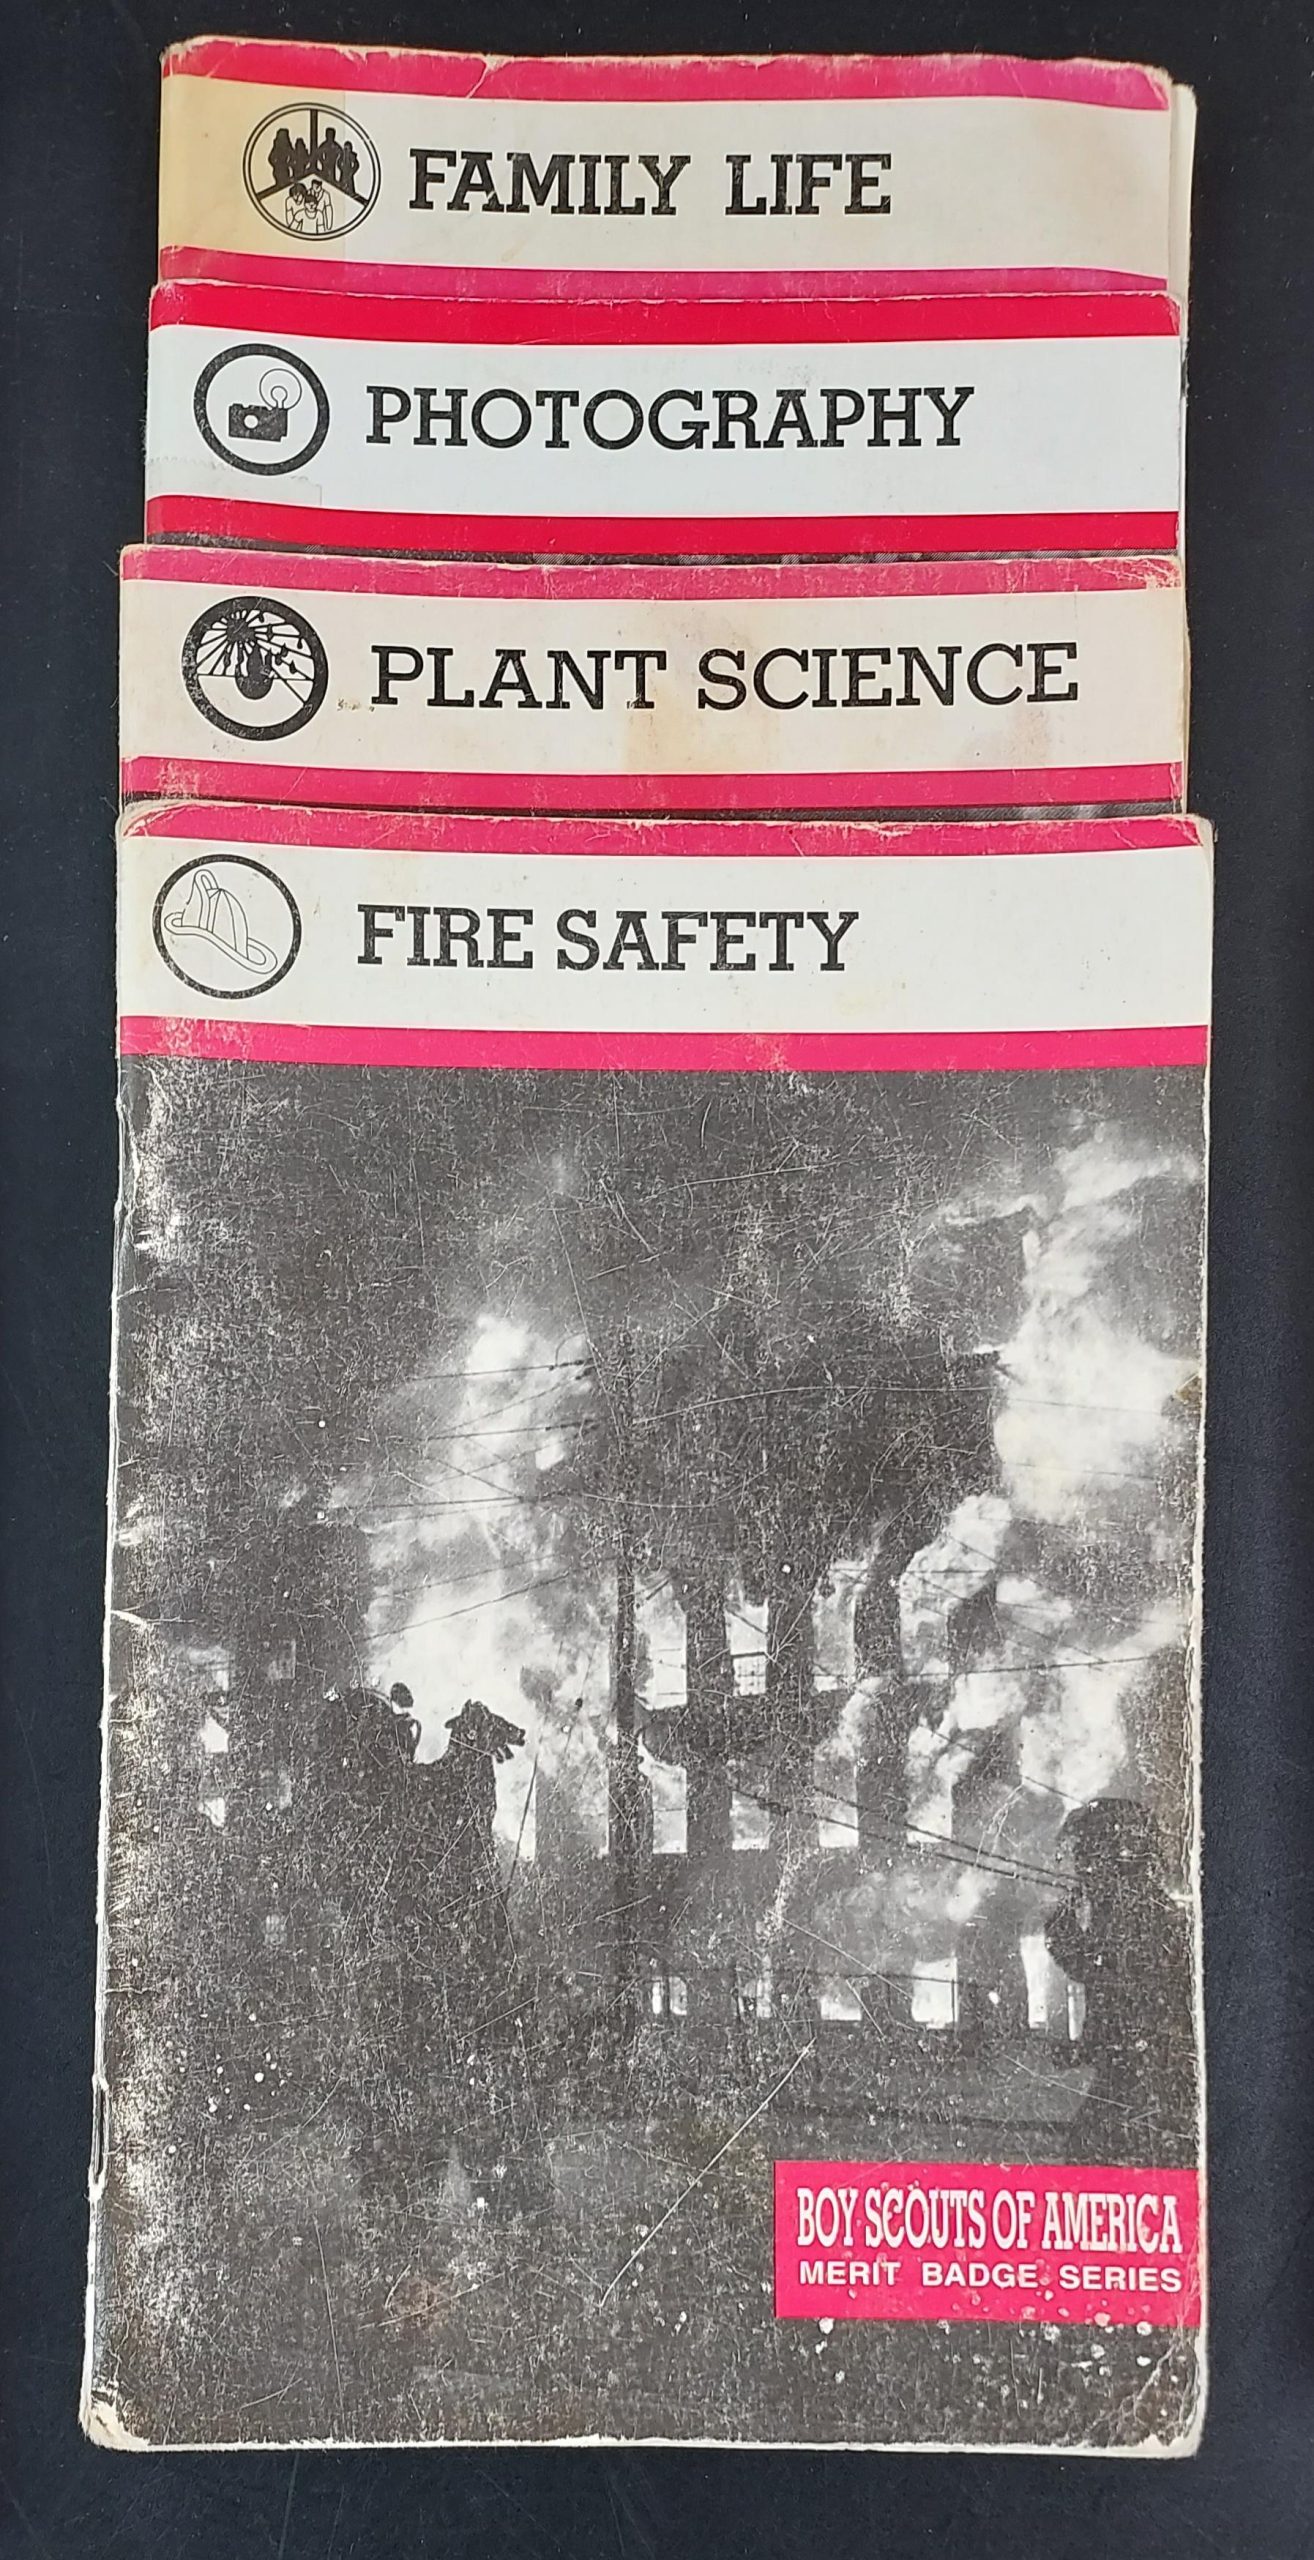 FAMILY LIFE
PHOTOGRAPHY
PLANT SCIENCE
FIRE SAFETY
BOY SCOUTS OF AMERICA
MERIT BADGE SERIES